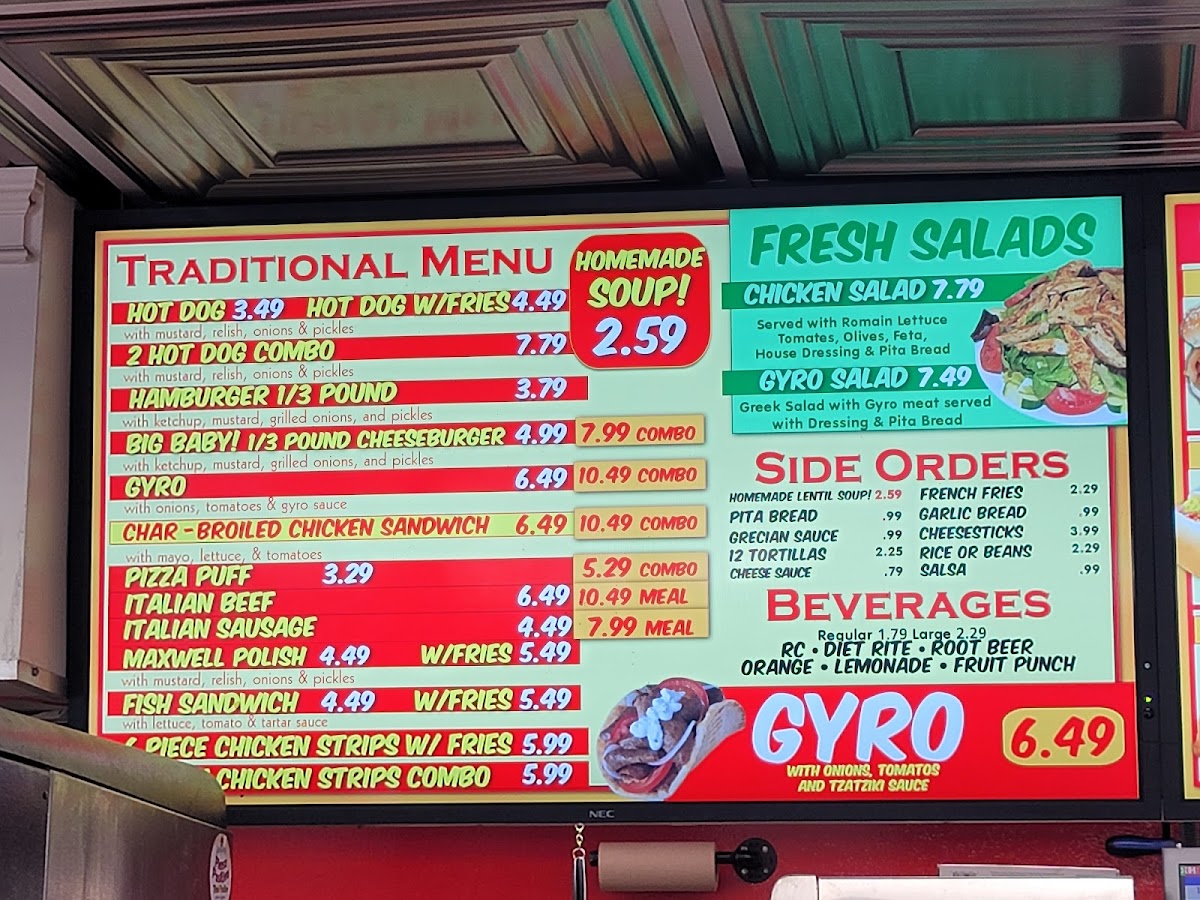 TRADITIONAL MENU
HOT DOG 3.49 HOT DOG W/FRIES 4.49
with mustard, relish, onions & pickles
2 HOT DOG COMBO 7.79
with mustard, relish, onions & pickles
HAMBURGER 1/3 POUND 3.79
with ketchup, mustard, grilled onions, and pickles
BIG BABY! 1/3 POUND CHEESEBURGER 4.99 7.99 COMBO
with ketchup, mustard, grilled onions, and pickles
GYRO 6.49 10.49 COMBO
with onions, tomatoes & gyro sauce
CHAR-BROILED CHICKEN SANDWICH 6.49 10.49 COMBO
with mayo, lettuce, & tomatoes
PIZZA PUFF 3.29 5.29 COMBO
ITALIAN BEEF 6.49 10.49 MEAL
ITALIAN SAUSAGE 4.49 7.99 MEAL
MAXWELL POLISH 4.49 W/FRIES 5.49
with mustard, relish, onions & pickles
FISH SANDWICH 4.49 W/FRIES 5.49
with lettuce, tomato & tartar sauce
6 PIECE CHICKEN STRIPS W/ FRIES 5.99
CHICKEN STRIPS COMBO 5.99
HOMEMADE
SOUP!
2.59
FRESH SALADS
CHICKEN SALAD 7.79
Served with Romain Lettuce
Tomatoes, Olives, Feta,
House Dressing & Pita Bread
GYRO SALAD 7.49
Greek Salad with Gyro meat served
with Dressing & Pita Bread
SIDE ORDERS
HOMEMADE LENTIL SOUP! 2.59 FRENCH FRIES 2.29
PITA BREAD .99 GARLIC BREAD .99
GRECIAN SAUCE .99 CHEESESTICKS 3.99
12 TORTILLAS 2.25 RICE OR BEANS 2.29
CHEESE SAUCE .79 SALSA .99
BEVERAGES
Regular 1.79 Large 2.29
RC • DIET RITE • ROOT BEER
ORANGE • LEMONADE • FRUIT PUNCH
GYRO 6.49
WITH ONIONS, TOMATOS
AND TZATZIKI SAUCE
NEC